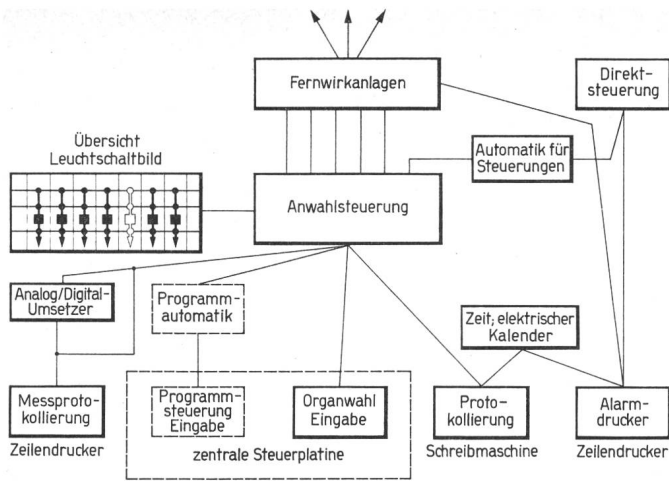 Fernwirkanlagen
Direkt-
steuerung
Übersicht
Leuchtschaltbild
Automatik für
Steuerungen
Anwahlsteuerung
Analog/Digital-
Umsetzer
Programm-
automatik
Zeit; elektrischer
Kalender
Messproto-
kollierung
Programm-
steuerung
Eingabe
Organwahl
Eingabe
Proto-
kollierung
Alarm-
drucker
Zeilendrucker
zentrale Steuerplatine
Schreibmaschine
Zeilendrucker